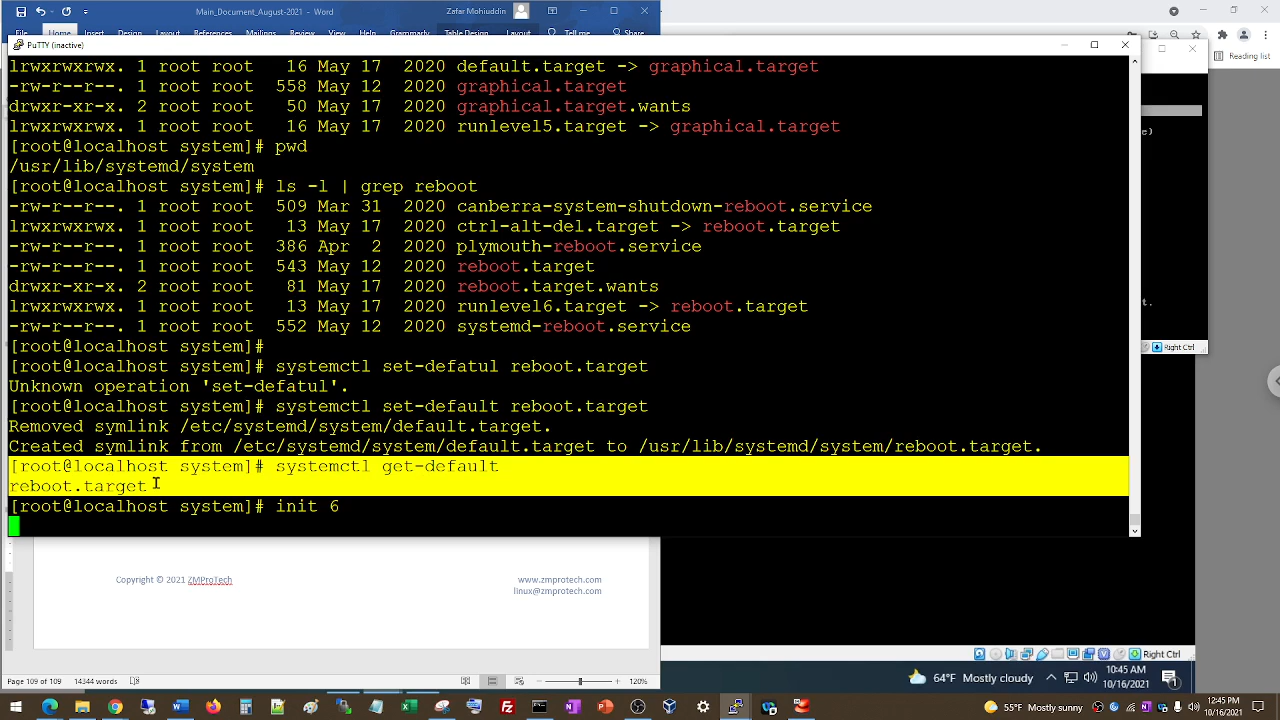 Main_Document_August-2021 - Word
Zafar Mohiuddin
PuTTY (inactive)
Reading list
lrwxrwxrwx. 1 root root 16 May 17 2020 default.target -> graphical.target
-rw-r--r--. 1 root root 558 May 12 2020 graphical.target
drwxr-xr-x. 2 root root 50 May 17 2020 graphical.target.wants
lrwxrwxrwx. 1 root root 16 May 17 2020 runlevel5.target -> graphical.target
[root@localhost system]# pwd
/usr/lib/systemd/system
[root@localhost system]# ls -l | grep reboot
-rw-r--r--. 1 root root 509 Mar 31 2020 canberra-system-shutdown-reboot.service
lrwxrwxrwx. 1 root root 13 May 17 2020 ctrl-alt-del.target -> reboot.target
-rw-r--r--. 1 root root 386 Apr 2 2020 plymouth-reboot.service
-rw-r--r--. 1 root root 543 May 12 2020 reboot.target
drwxr-xr-x. 2 root root 81 May 17 2020 reboot.target.wants
lrwxrwxrwx. 1 root root 13 May 17 2020 runlevel6.target -> reboot.target
-rw-r--r--. 1 root root 552 May 12 2020 systemd-reboot.service
[root@localhost system]#
[root@localhost system]# systemctl set-defatul reboot.target
Unknown operation 'set-defatul'.
[root@localhost system]# systemctl set-default reboot.target
Removed symlink /etc/systemd/system/default.target.
Created symlink from /etc/systemd/system/default.target to /usr/lib/systemd/system/reboot.target.
[root@localhost system]# systemctl get-default
reboot.target
[root@localhost system]# init 6
Right Ctrl
Copyright © 2021 ZMProTech
www.zmprotech.com
linux@zmprotech.com
Right Ctrl
Page 109 of 109 14344 words
120%
64°F Mostly cloudy
10:45 AM
10/16/2021
55°F Sunny
12:45 PM
10/16/2021